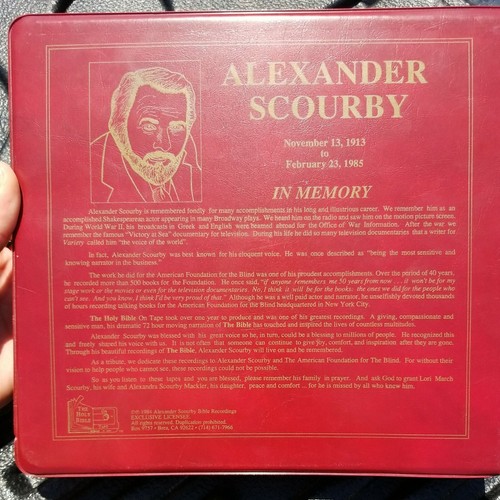 ALEXANDER
SCOURBY
November 13, 1913
to
February 23, 1985
IN MEMORY
Alexander Scourby is remembered fondly for many accomplishments in his long and illustrious career. We remember him as an
accomplished Shakespearean actor appearing in many Broadway plays. We heard him on the radio and saw him on the motion picture screen.
During World War II, his broadcasts in Greek and English were beamed abroad for the Office of War Information. After the war we
remember the famous "Victory at Sea" documentary for television. During his life he did so many television documentaries that a writer for
Variety called him "the voice of the world".
In fact, Alexander Scourby was best known for his eloquent voice. He was once described as "being the most sensitive and
knowing narrator in the business."
The work he did for the American Foundation for the Blind was one of his proudest accomplishments. Over the period of 40 years,
he recorded more than 500 books for the Foundation. He once said, "if anyone remembers me 50 years from now . . . it won't be for my
stage work or the movies or even for the television documentaries. No, I think it will be for the books: the ones we did for the people who
can't see. And you know, I think I'd be very proud of that." Although he was a well paid actor and narrator, he unselfishly devoted thousands
of hours recording talking books for the American Foundation for the Blind headquartered in New York City.
The Holy Bible On Tape took over one year to produce and was one of his greatest recordings. A giving, compassionate and
sensitive man, his dramatic 72 hour moving narration of The Bible has touched and inspired the lives of countless multitudes.
Alexander Scourby was blessed with his great voice so he, in turn, could be a blessing to millions of people. He recognized this
and freely shared his voice with us. It is not often that someone can continue to give joy, comfort, and inspiration after they are gone.
Through his beautiful recordings of The Bible, Alexander Scourby will live on and be remembered.
As a tribute, we dedicate these recordings to Alexander Scourby and The American Foundation for The Blind. For without their
vision to help people who cannot see, these recordings could not be possible.
So as you listen to these tapes and you are blessed, please remember his family in prayer. And ask God to grant Lori March
Scourby, his wife and Alexandra Scourby Mackler, his daughter, peace and comfort ... for he is missed by all who knew him.
THE
HOLY
BIBLE
EXCLUSIVE LICENSEE
All rights reserved. Duplication prohibited.